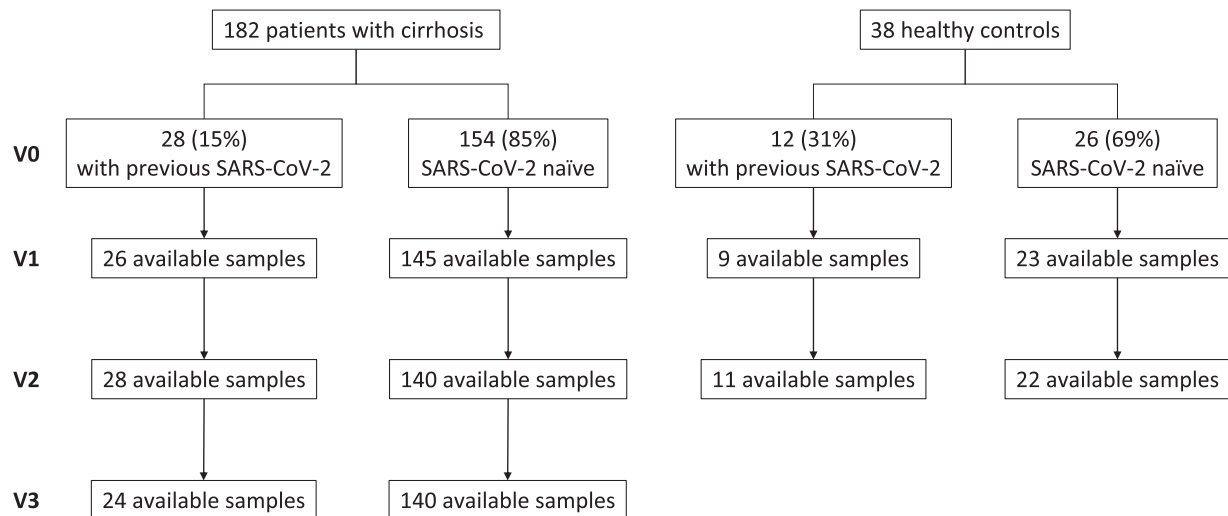 182 patients with cirrhosis
38 healthy controls
V0
28 (15%)
with previous SARS-CoV-2
154 (85%)
SARS-CoV-2 naïve
12 (31%)
with previous SARS-CoV-2
26 (69%)
SARS-CoV-2 naïve
V1
26 available samples
145 available samples
9 available samples
23 available samples
V2
28 available samples
140 available samples
11 available samples
22 available samples
V3
24 available samples
140 available samples